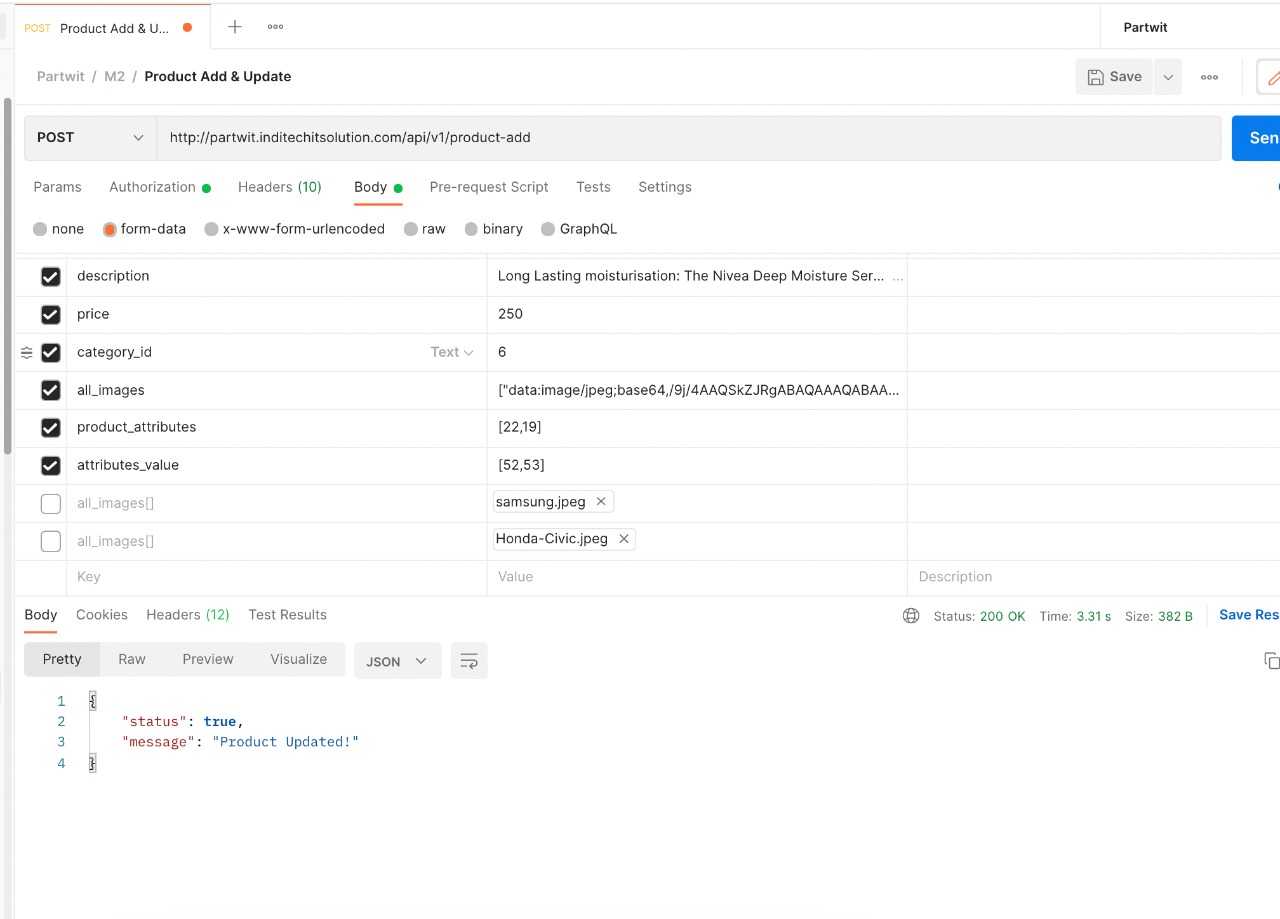 POST Product Add & U...
Partwit
Partwit / M2 / Product Add & Update
Save
POST http://partwit.inditechitsolution.com/api/v1/product-add Sen
Params Authorization Headers (10) Body Pre-request Script Tests Settings
none form-data x-www-form-urlencoded raw binary GraphQL
description Long Lasting moisturisation: The Nivea Deep Moisture Ser... ...
price 250
category_id Text 6
all_images ["data:image/jpeg;base64,/9j/4AAQSkZJRgABAQAAAQABAA...
product_attributes [22,19]
attributes_value [52,53]
all_images[] samsung.jpeg
all_images[] Honda-Civic.jpeg
Key Value Description
Body Cookies Headers (12) Test Results Status: 200 OK Time: 3.31 s Size: 382 B Save Res
Pretty Raw Preview Visualize JSON
1 {
2 "status": true,
3 "message": "Product Updated!"
4 }